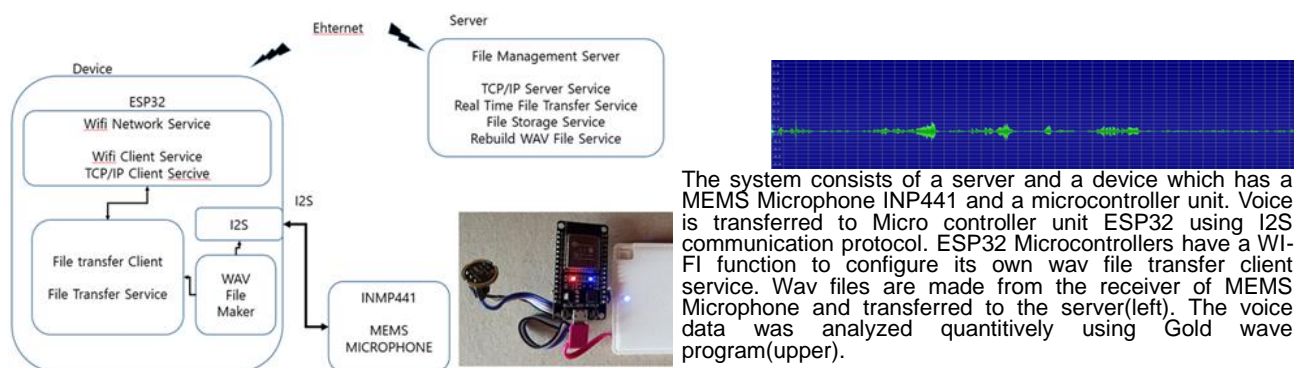 Ehternet
Server
File Management Server
TCP/IP Server Service
Real Time File Transfer Service
File Storage Service
Rebuild WAV File Service
Device
ESP32
Wifi Network Service
Wifi Client Service
TCP/IP Client Sercive
I2S
I2S
File transfer Client
File Transfer Service
WAV
File
Maker
INMP441
MEMS
MICROPHONE
The system consists of a server and a device which has a
MEMS Microphone INP441 and a microcontroller unit. Voice
is transferred to Micro controller unit ESP32 using I2S
communication protocol. ESP32 Microcontrollers have a WI-
FI function to configure its own wav file transfer client
service. Wav files are made from the receiver of MEMS
Microphone and transferred to the server(left). The voice
data was analyzed quantitively using Gold wave
program(upper).